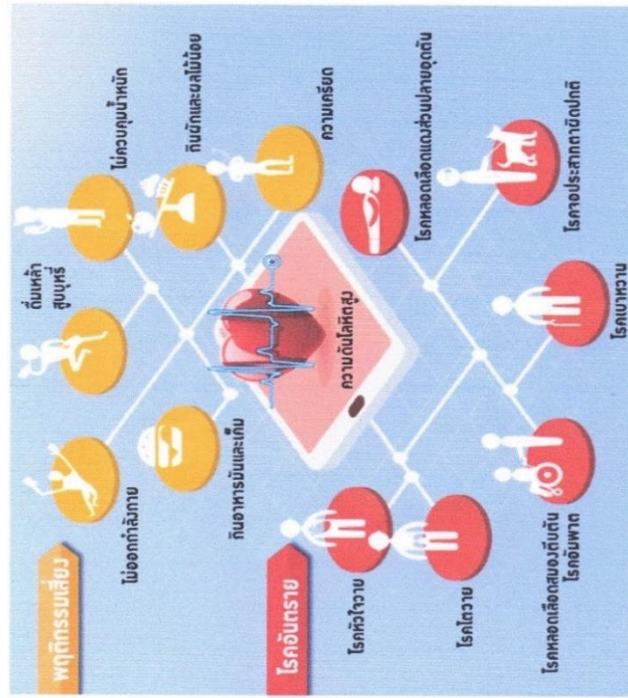 พฤติกรรมเสี่ยง
ไม่ออกกำลังกาย
ดื่มเหล้า
สูบบุหรี่
ไม่ควบคุมน้ำหนัก
กินอาหารมันและเค็ม
กินผักและผลไม้น้อย
ความเครียด
ความดันโลหิตสูง
โรคอันตราย
โรคหัวใจวาย
โรคไตวาย
โรคหลอดเลือดสมองตีบตัน
โรคอัมพาต
โรคเบาหวาน
โรคจอประสาทตาผิดปกติ
โรคหลอดเลือดแดงส่วนปลายอุดตัน